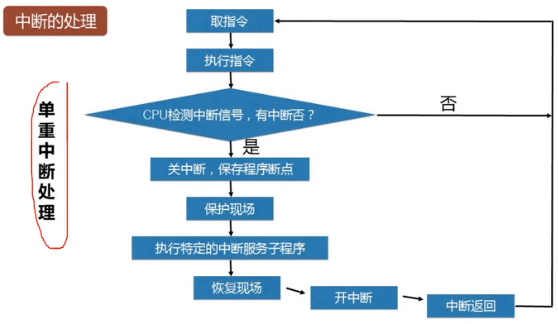 中断的处理
取指令
执行指令
CPU检测中断信号，有中断否？
否
是
单重中断处理
关中断，保存程序断点
保护现场
执行特定的中断服务子程序
恢复现场
开中断
中断返回